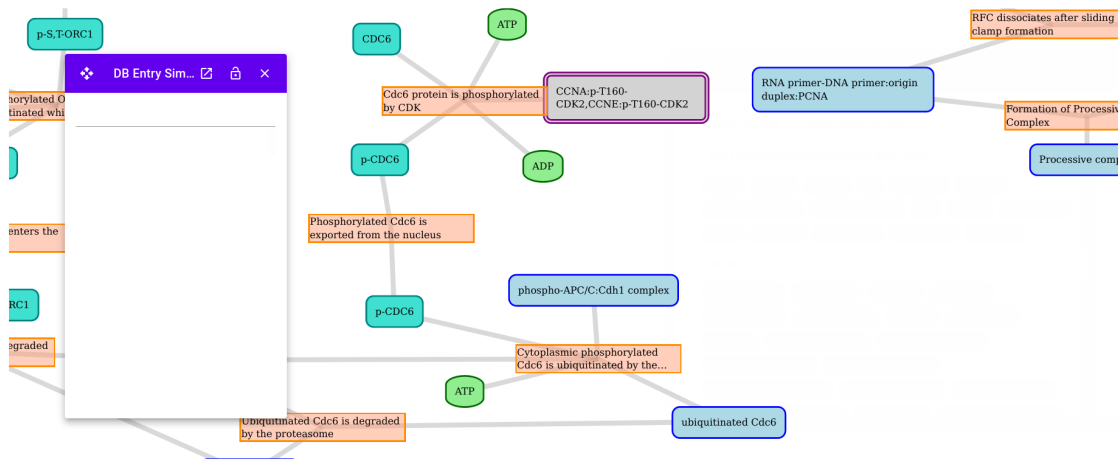 p-S,T-ORC1
DB Entry Sim...
horylated O
tinated whi
enters the
RC1
egraded
CDC6
ATP
Cdc6 protein is phosphorylated
by CDK
CCNA:p-T160-
CDK2,CCNE:p-T160-CDK2
p-CDC6
ADP
Phosphorylated Cdc6 is
exported from the nucleus
p-CDC6
phospho-APC/C:Cdh1 complex
Cytoplasmic phosphorylated
Cdc6 is ubiquitinated by the...
ATP
ubiquitinated Cdc6
Ubiquitinated Cdc6 is degraded
by the proteasome
RFC dissociates after sliding
clamp formation
RNA primer-DNA primer:origin
duplex:PCNA
Formation of Processiv
Complex
Processive comp